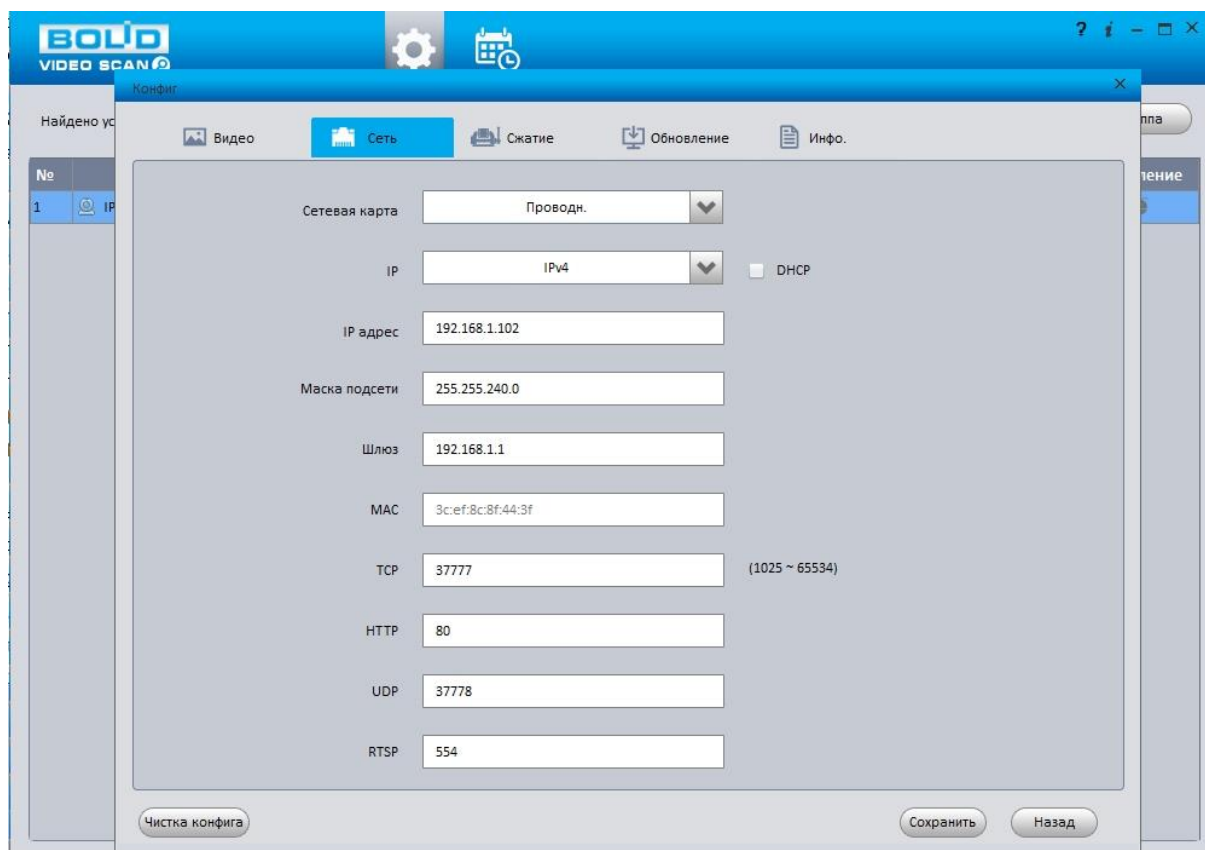 BOLID
VIDEO SCAN
? i
Конфиг
Найдено ус
ппа
Видео Сеть Сжатие Обновление Инфо.
№ ление
1 IP
Сетевая карта Проводн.
IP IPv4 DHCP
IP адрес 192.168.1.102
Маска подсети 255.255.240.0
Шлюз 192.168.1.1
MAC 3c:ef:8c:8f:44:3f
TCP 37777 (1025 ~ 65534)
HTTP 80
UDP 37778
RTSP 554
Чистка конфига Сохранить Назад